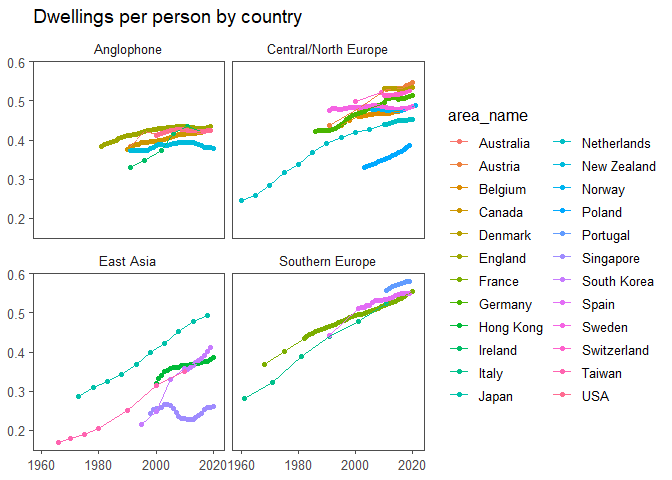 Dwellings per person by country
Anglophone
Central/North Europe
0.6
0.5
0.4
0.3
0.2
East Asia
Southern Europe
0.6
0.5
0.4
0.3
0.2
1960
1980
2000
2020
1960
1980
2000
2020
area_name
Australia
Austria
Belgium
Canada
Denmark
England
France
Germany
Hong Kong
Ireland
Italy
Japan
Netherlands
New Zealand
Norway
Poland
Portugal
Singapore
South Korea
Spain
Sweden
Switzerland
Taiwan
USA